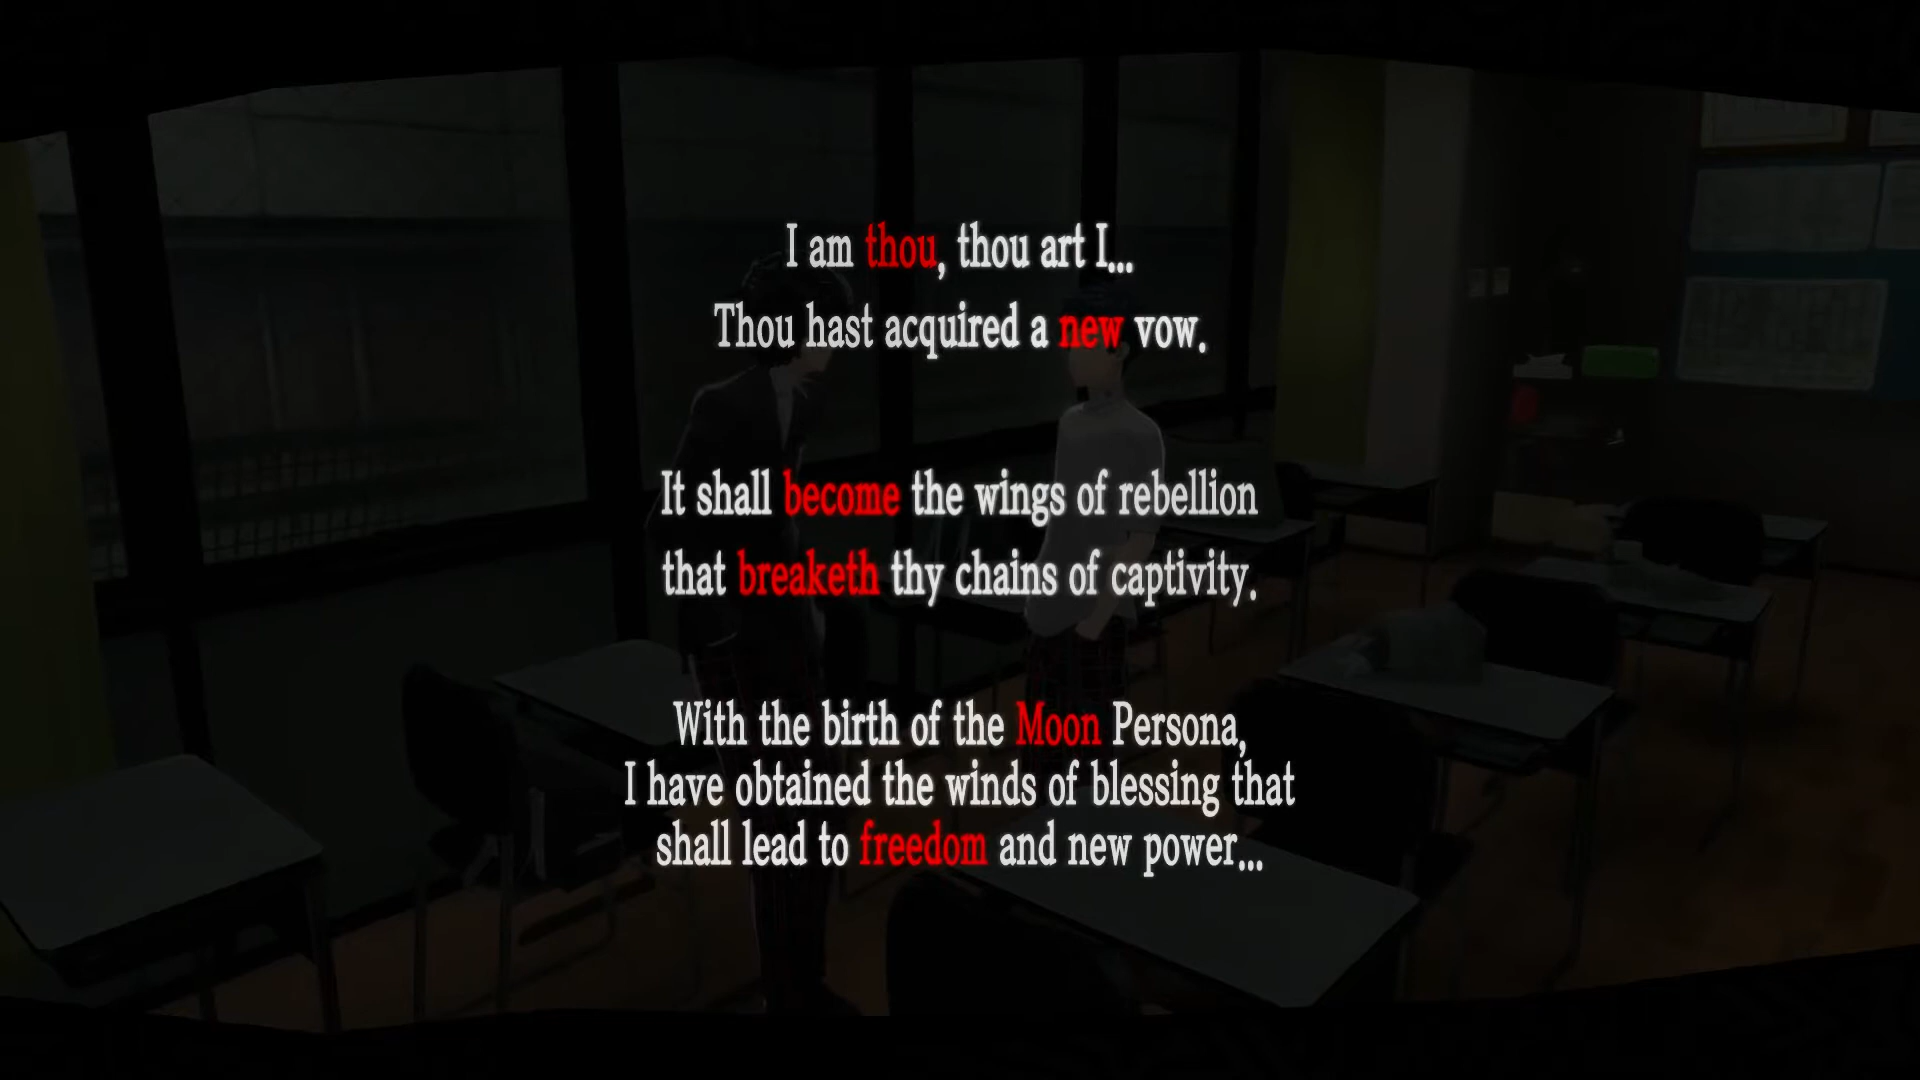 I am thou, thou art I...
Thou hast acquired a new vow.
It shall become the wings of rebellion
that breaketh thy chains of captivity.
With the birth of the Moon Persona,
I have obtained the winds of blessing that
shall lead to freedom and new power...